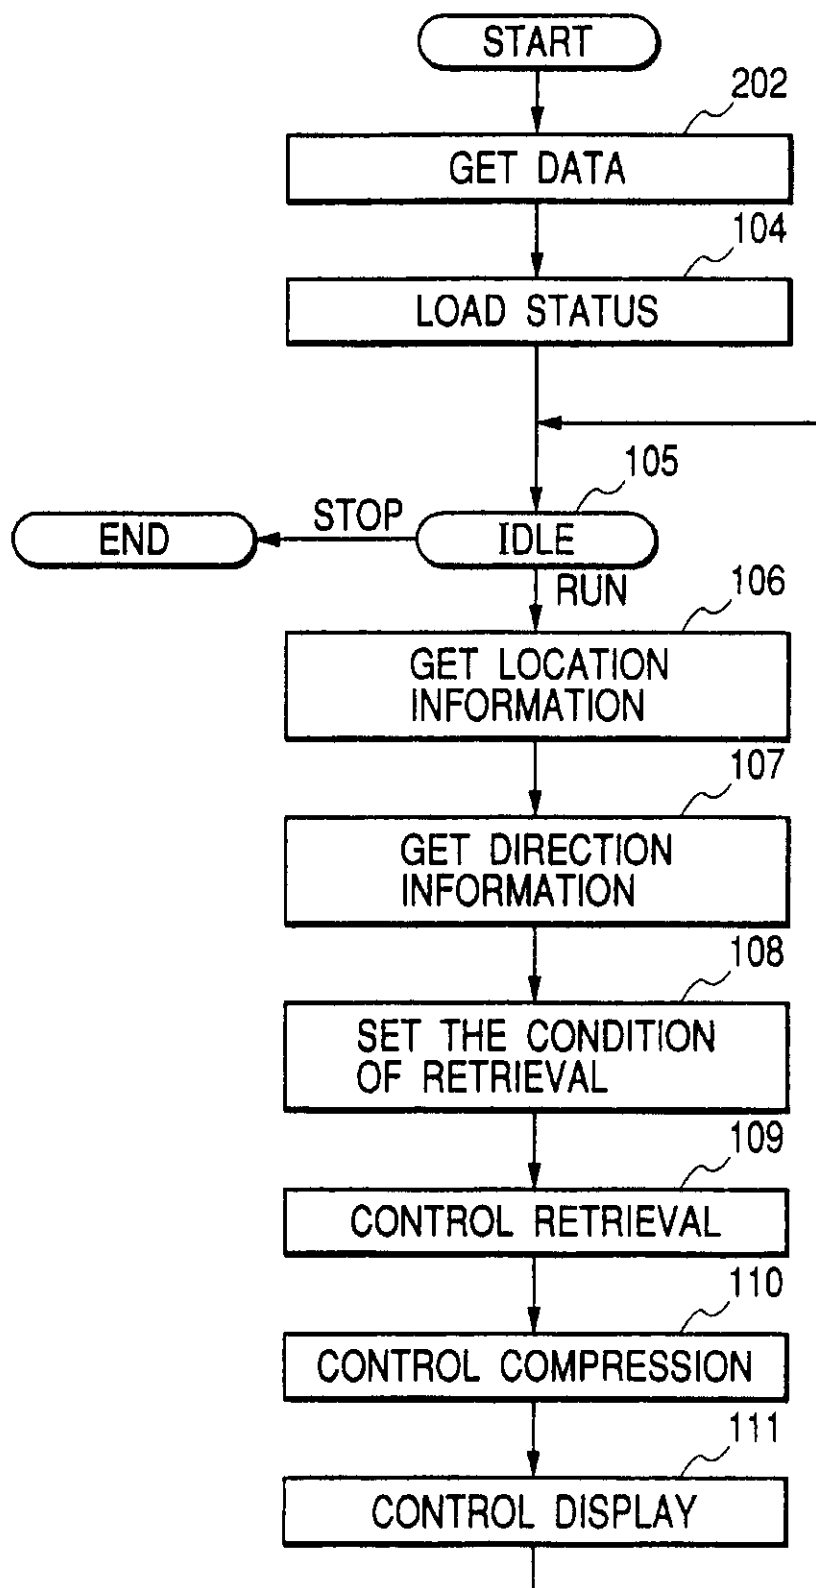 START
202
GET DATA
104
LOAD STATUS
105
END
STOP
IDLE
RUN
106
GET LOCATION
INFORMATION
107
GET DIRECTION
INFORMATION
108
SET THE CONDITION
OF RETRIEVAL
109
CONTROL RETRIEVAL
110
CONTROL COMPRESSION
111
CONTROL DISPLAY